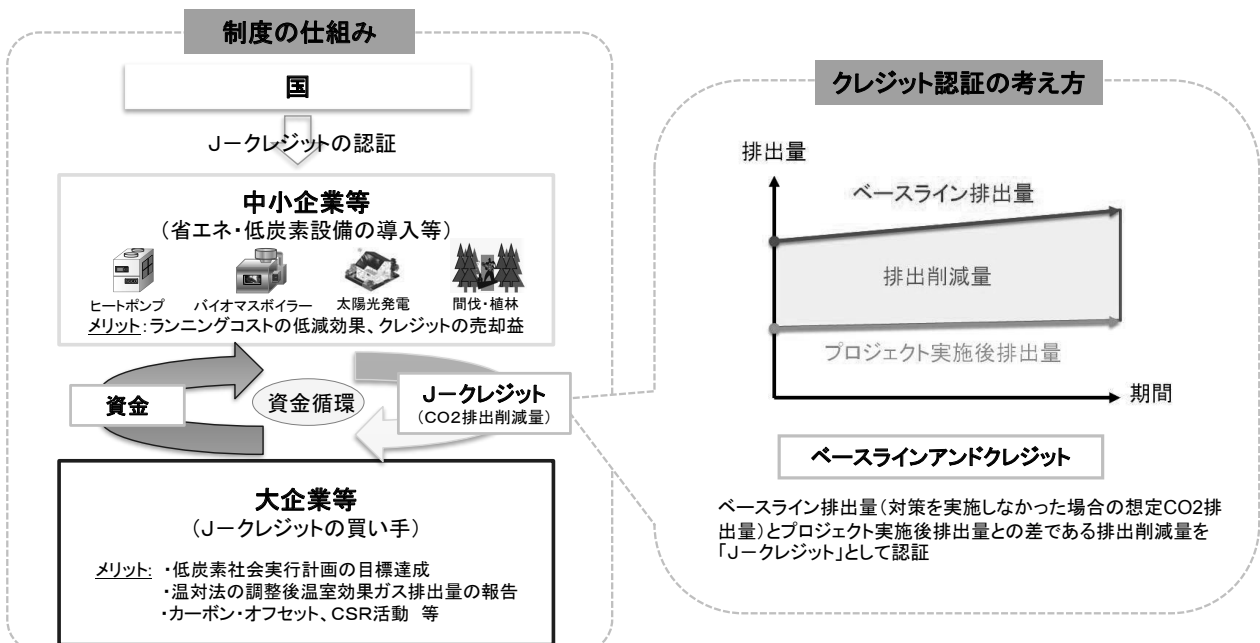 制度の仕組み
国
J－クレジットの認証
中小企業等
（省エネ・低炭素設備の導入等）
ヒートポンプ
バイオマスボイラー
太陽光発電
間伐・植林
メリット：ランニングコストの低減効果、クレジットの売却益
資金
資金循環
J－クレジット
（CO2排出削減量）
大企業等
（J－クレジットの買い手）
メリット: ・低炭素社会実行計画の目標達成
・温対法の調整後温室効果ガス排出量の報告
・カーボン・オフセット、CSR活動 等
クレジット認証の考え方
排出量
ベースライン排出量
排出削減量
プロジェクト実施後排出量
期間
ベースラインアンドクレジット
ベースライン排出量（対策を実施しなかった場合の想定CO2排
出量）とプロジェクト実施後排出量との差である排出削減量を
「J－クレジット」として認証